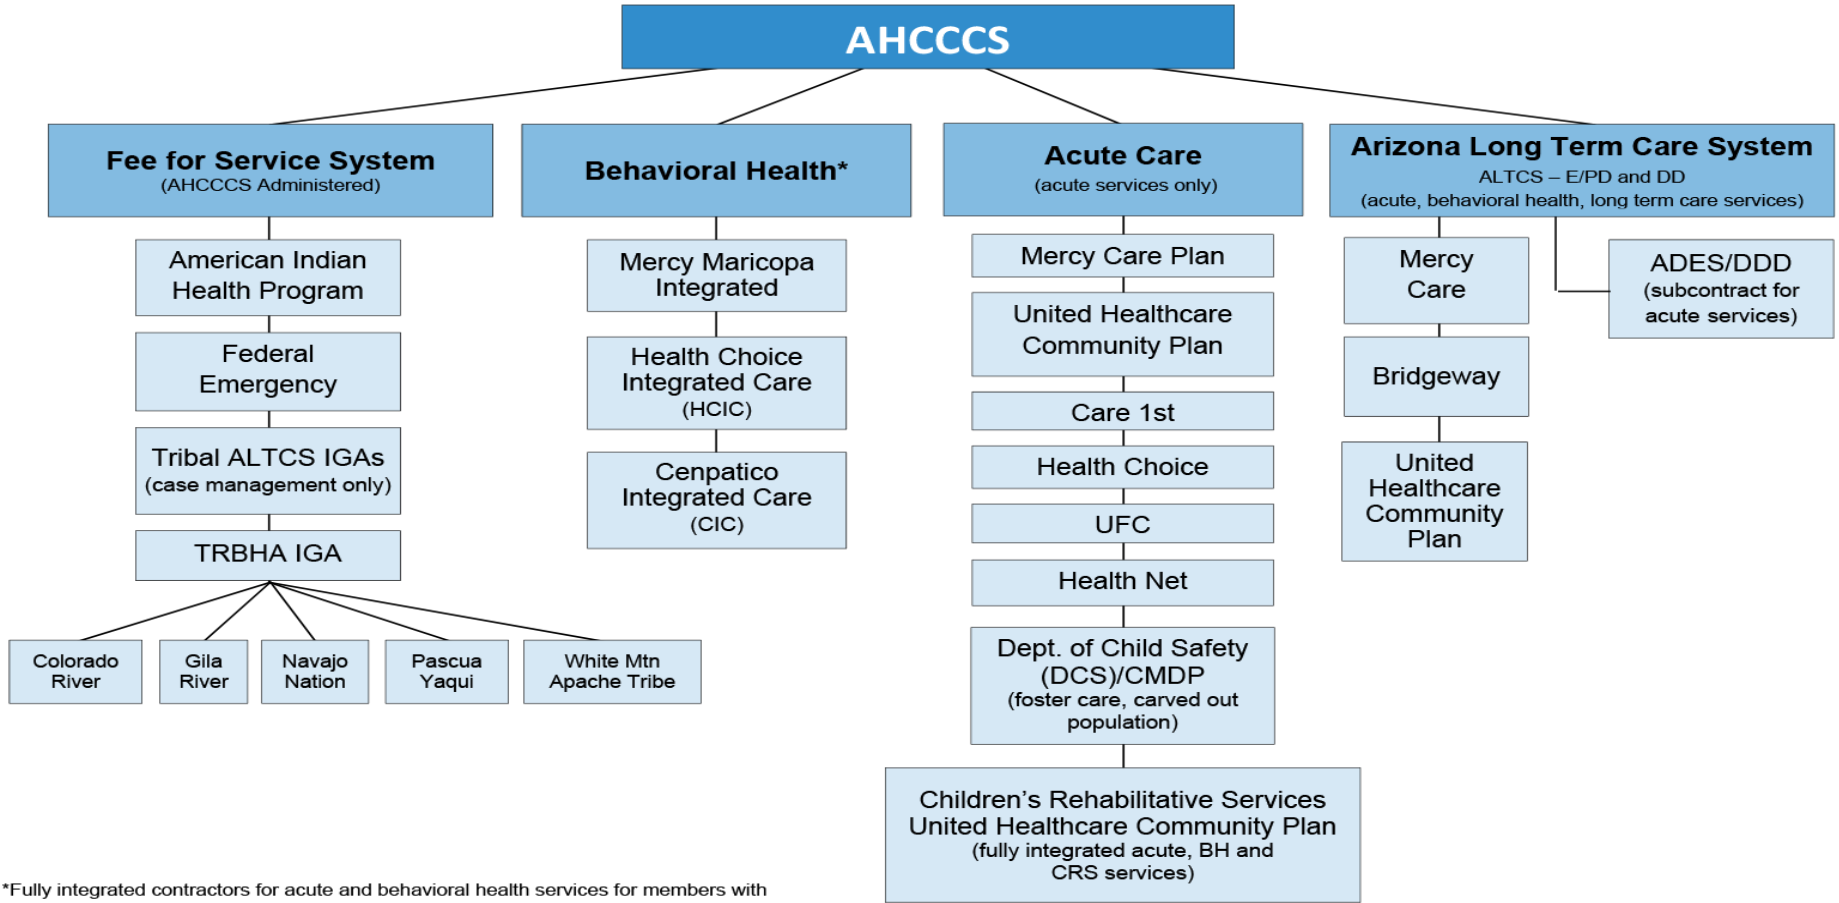 AHCCCS
Fee for Service System
(AHCCCS Administered)
American Indian
Health Program
Federal
Emergency
Tribal ALTCS IGAs
(case management only)
TRBHA IGA
Colorado
River
Gila
River
Navajo
Nation
Pascua
Yaqui
White Mtn
Apache Tribe
Behavioral Health*
Mercy Maricopa
Integrated
Health Choice
Integrated Care
(HCIC)
Cenpatico
Integrated Care
(CIC)
Acute Care
(acute services only)
Mercy Care Plan
United Healthcare
Community Plan
Care 1st
Health Choice
UFC
Health Net
Dept. of Child Safety
(DCS)/CMDP
(foster care, carved out
population)
Children’s Rehabilitative Services
United Healthcare Community Plan
(fully integrated acute, BH and
CRS services)
Arizona Long Term Care System
ALTCS – E/PD and DD
(acute, behavioral health, long term care services)
Mercy
Care
Bridgeway
United
Healthcare
Community
Plan
ADES/DDD
(subcontract for
acute services)
*Fully integrated contractors for acute and behavioral health services for members with